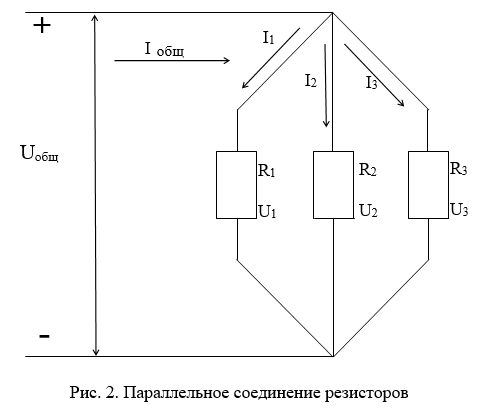 +
I общ
I1
I2
I3
Uобщ
R1
R2
R3
U1
U2
U3
-
Рис. 2. Параллельное соединение резисторов